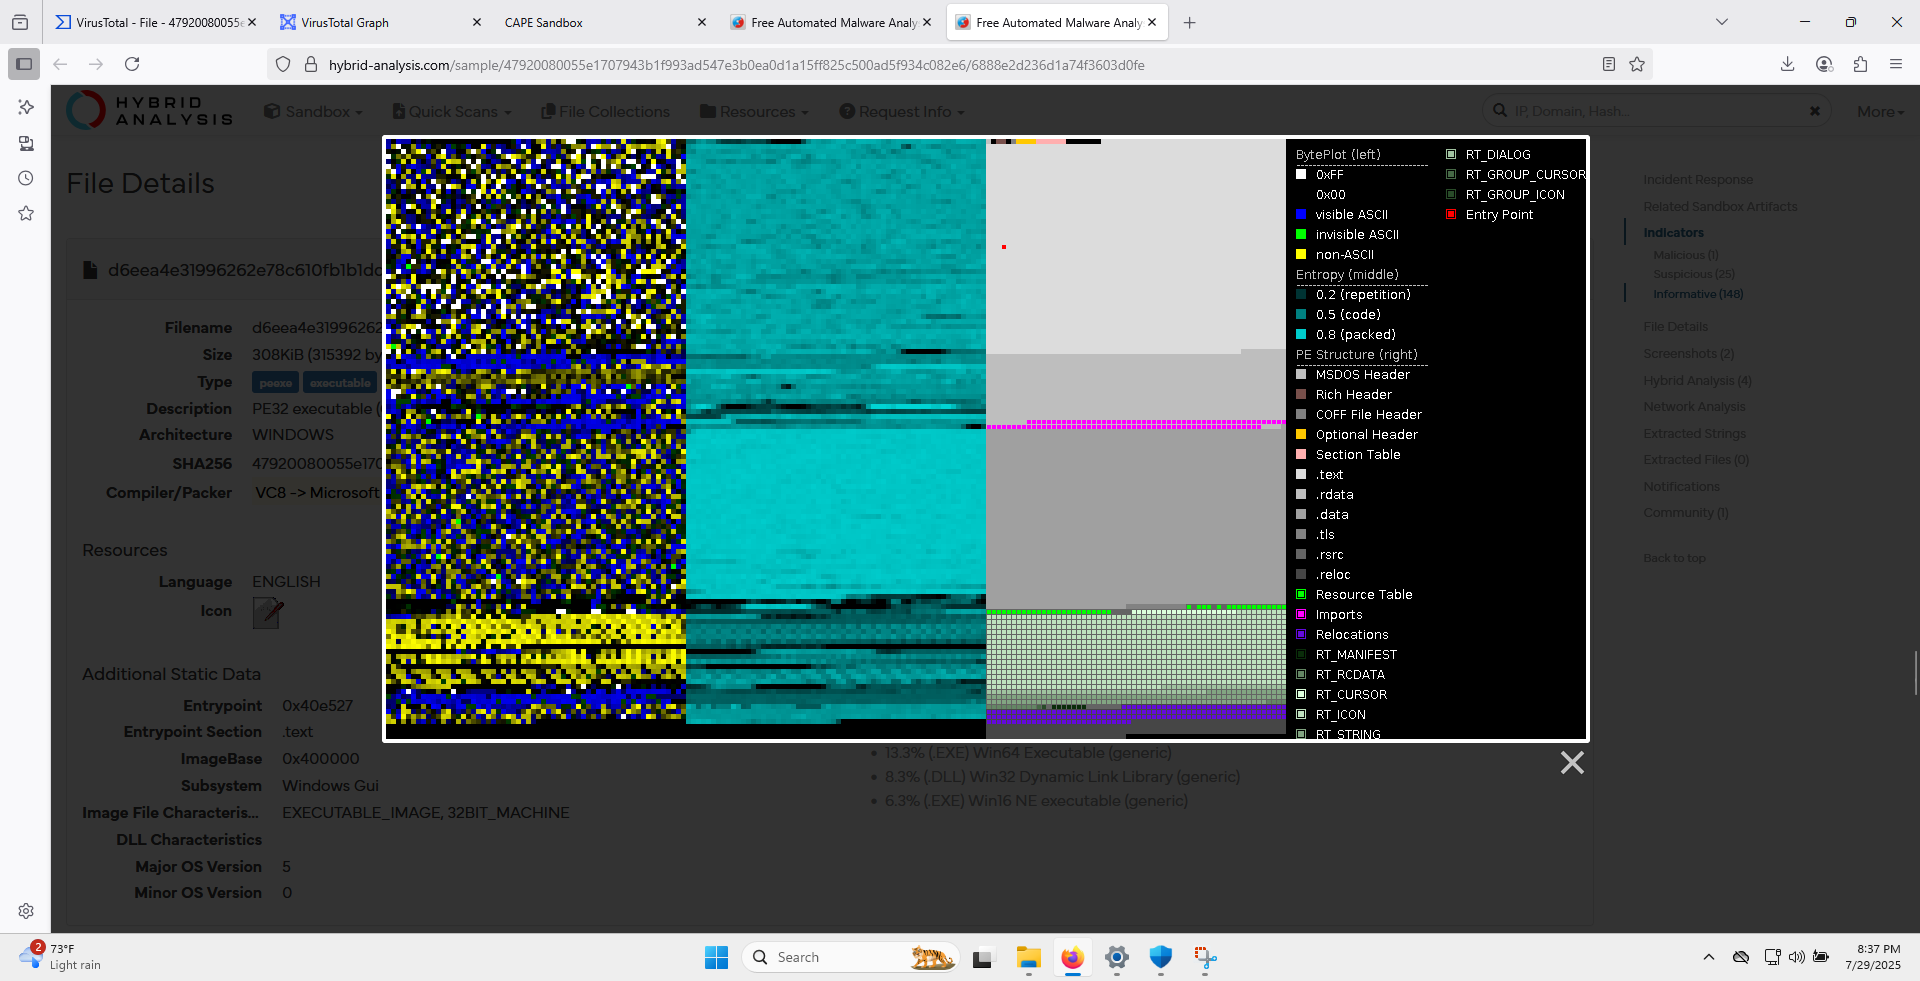 VirusTotal - File - 47920080055e
VirusTotal Graph
CAPE Sandbox
Free Automated Malware Analy
Free Automated Malware Analy
hybrid-analysis.com/sample/47920080055e1707943b1f993ad547e3b0ea0d1a15ff825c500ad5f934c082e6/6888e2d236d1a74f3603d0fe
HYBRID
ANALYSIS
Sandbox
Quick Scans
File Collections
Resources
Request Info
IP, Domain, Hash...
More
File Details
d6eea4e31996262e78c610fb1b1dc
Filename d6eea4e31996262
Size 308KiB (315392 by
Type peexe executable
Description PE32 executable (
Architecture WINDOWS
SHA256 47920080055e170
Compiler/Packer VC8 -> Microsoft
Resources
Language ENGLISH
Icon
Additional Static Data
Entrypoint 0x40e527
Entrypoint Section .text
ImageBase 0x400000
Subsystem Windows Gui
Image File Characteris... EXECUTABLE_IMAGE, 32BIT_MACHINE
DLL Characteristics
Major OS Version 5
Minor OS Version 0
BytePlot (left)
0xFF
0x00
visible ASCII
invisible ASCII
non-ASCII
Entropy (middle)
0.2 (repetition)
0.5 (code)
0.8 (packed)
PE Structure (right)
MSDOS Header
Rich Header
COFF File Header
Optional Header
Section Table
.text
.rdata
.data
.tls
.rsrc
.reloc
Resource Table
Imports
Relocations
RT_MANIFEST
RT_RCDATA
RT_CURSOR
RT_ICON
RT_STRING
RT_DIALOG
RT_GROUP_CURSOR
RT_GROUP_ICON
Entry Point
13.3% (.EXE) Win64 Executable (generic)
8.3% (.DLL) Win32 Dynamic Link Library (generic)
6.3% (.EXE) Win16 NE executable (generic)
Incident Response
Related Sandbox Artifacts
Indicators
Malicious (1)
Suspicious (25)
Informative (148)
File Details
Screenshots (2)
Hybrid Analysis (4)
Network Analysis
Extracted Strings
Extracted Files (0)
Notifications
Community (1)
Back to top
2
73°F
Light rain
Search
8:37 PM
7/29/2025